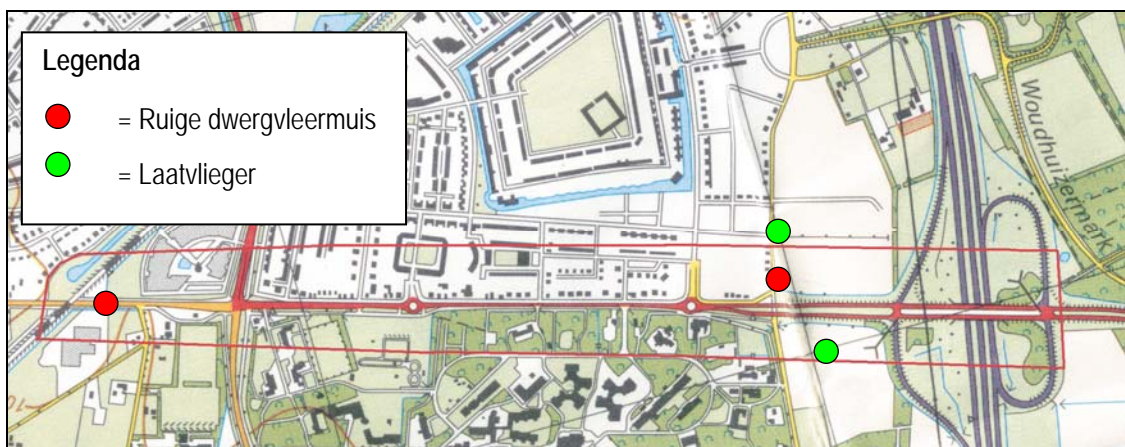 Legenda
= Ruige dwergvleermuis
= Laatvlieger
Woudhuizermark